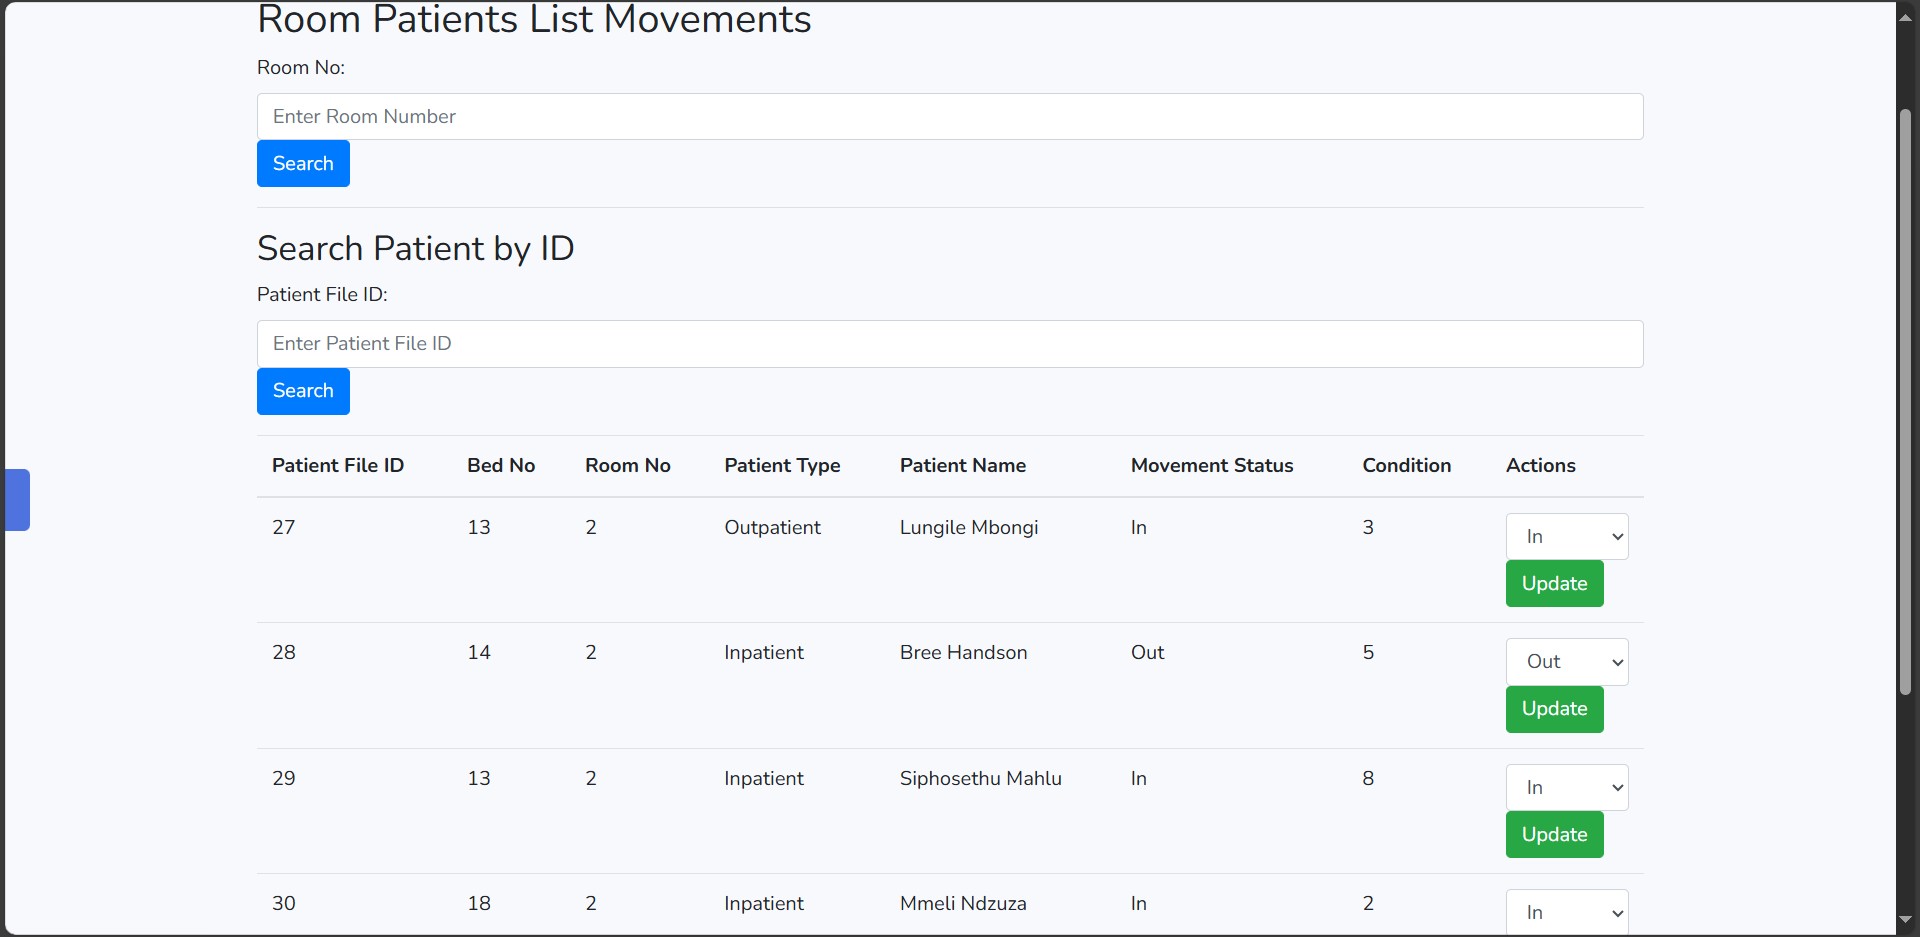 Room Patients List Movements
Room No:
Enter Room Number
Search
Search Patient by ID
Patient File ID:
Enter Patient File ID
Search
Patient File ID Bed No Room No Patient Type Patient Name Movement Status Condition Actions
27 13 2 Outpatient Lungile Mbongi In 3 In
Update
28 14 2 Inpatient Bree Handson Out 5 Out
Update
29 13 2 Inpatient Siphosethu Mahlu In 8 In
Update
30 18 2 Inpatient Mmeli Ndzuza In 2 In